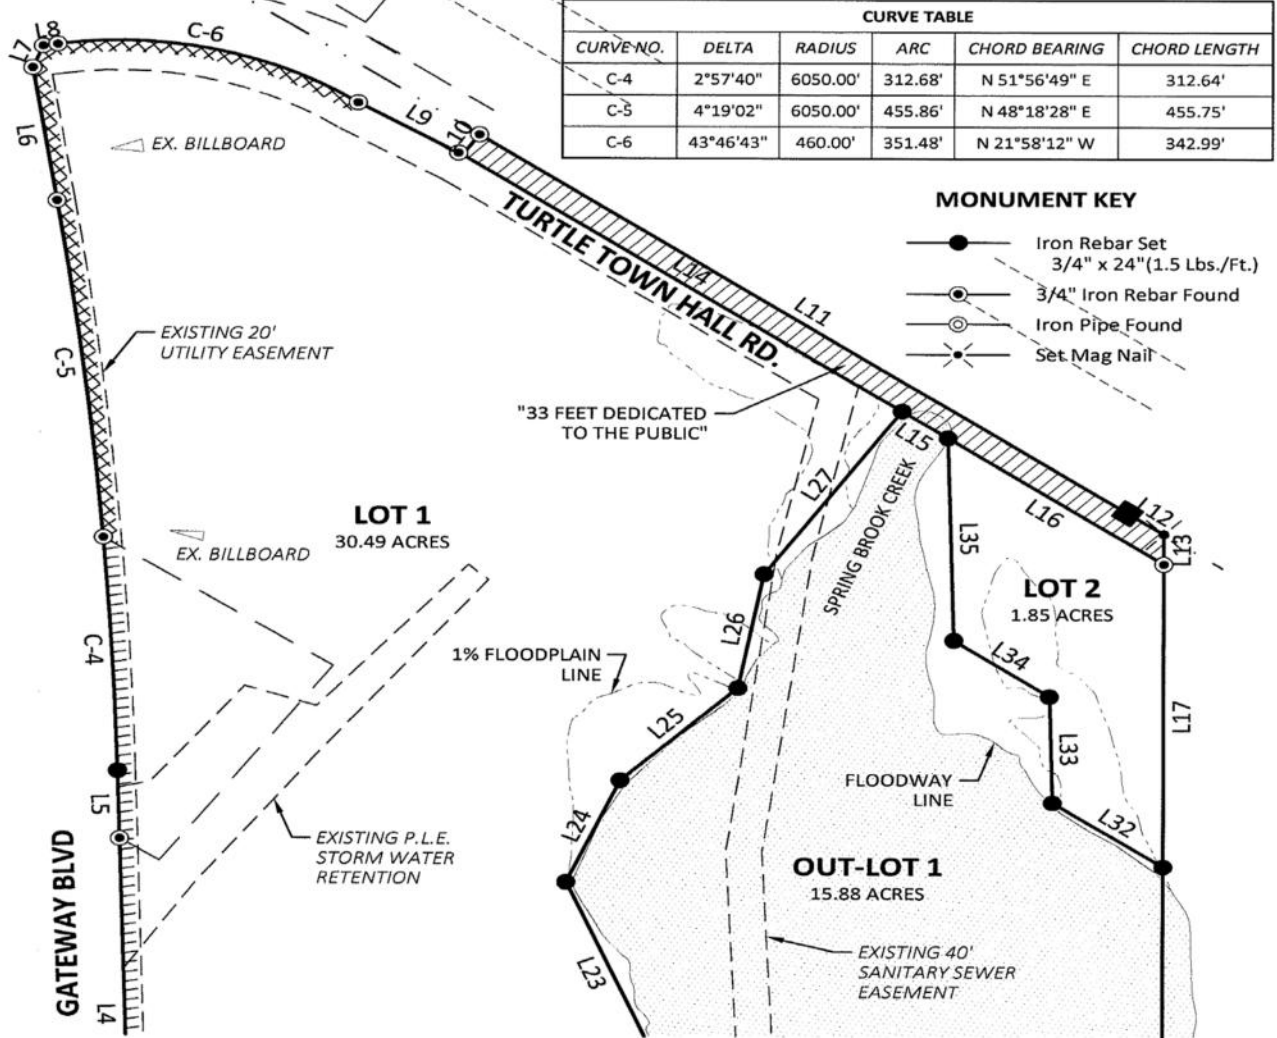 CURVE TABLE
CURVE NO. DELTA RADIUS ARC CHORD BEARING CHORD LENGTH
C-4 2°57'40" 6050.00' 312.68' N 51°56'49" E 312.64'
C-5 4°19'02" 6050.00' 455.86' N 48°18'28" E 455.75'
C-6 43°46'43" 460.00' 351.48' N 21°58'12" W 342.99'
MONUMENT KEY
Iron Rebar Set
3/4" x 24"(1.5 Lbs./Ft.)
3/4" Iron Rebar Found
Iron Pipe Found
Set Mag Nail
L7
L8
C-6
L9
L10
L6
EX. BILLBOARD
TURTLE TOWN HALL RD.
L14
L11
EXISTING 20'
UTILITY EASEMENT
C-5
"33 FEET DEDICATED
TO THE PUBLIC"
L15
L27
SPRING BROOK CREEK
L16
L12
L13
LOT 1
30.49 ACRES
EX. BILLBOARD
L35
LOT 2
1.85 ACRES
C-4
1% FLOODPLAIN
LINE
L26
L34
L25
L17
L33
FLOODWAY
LINE
L5
L24
L32
EXISTING P.L.E.
STORM WATER
RETENTION
OUT-LOT 1
15.88 ACRES
GATEWAY BLVD
L23
EXISTING 40'
SANITARY SEWER
EASEMENT
L4